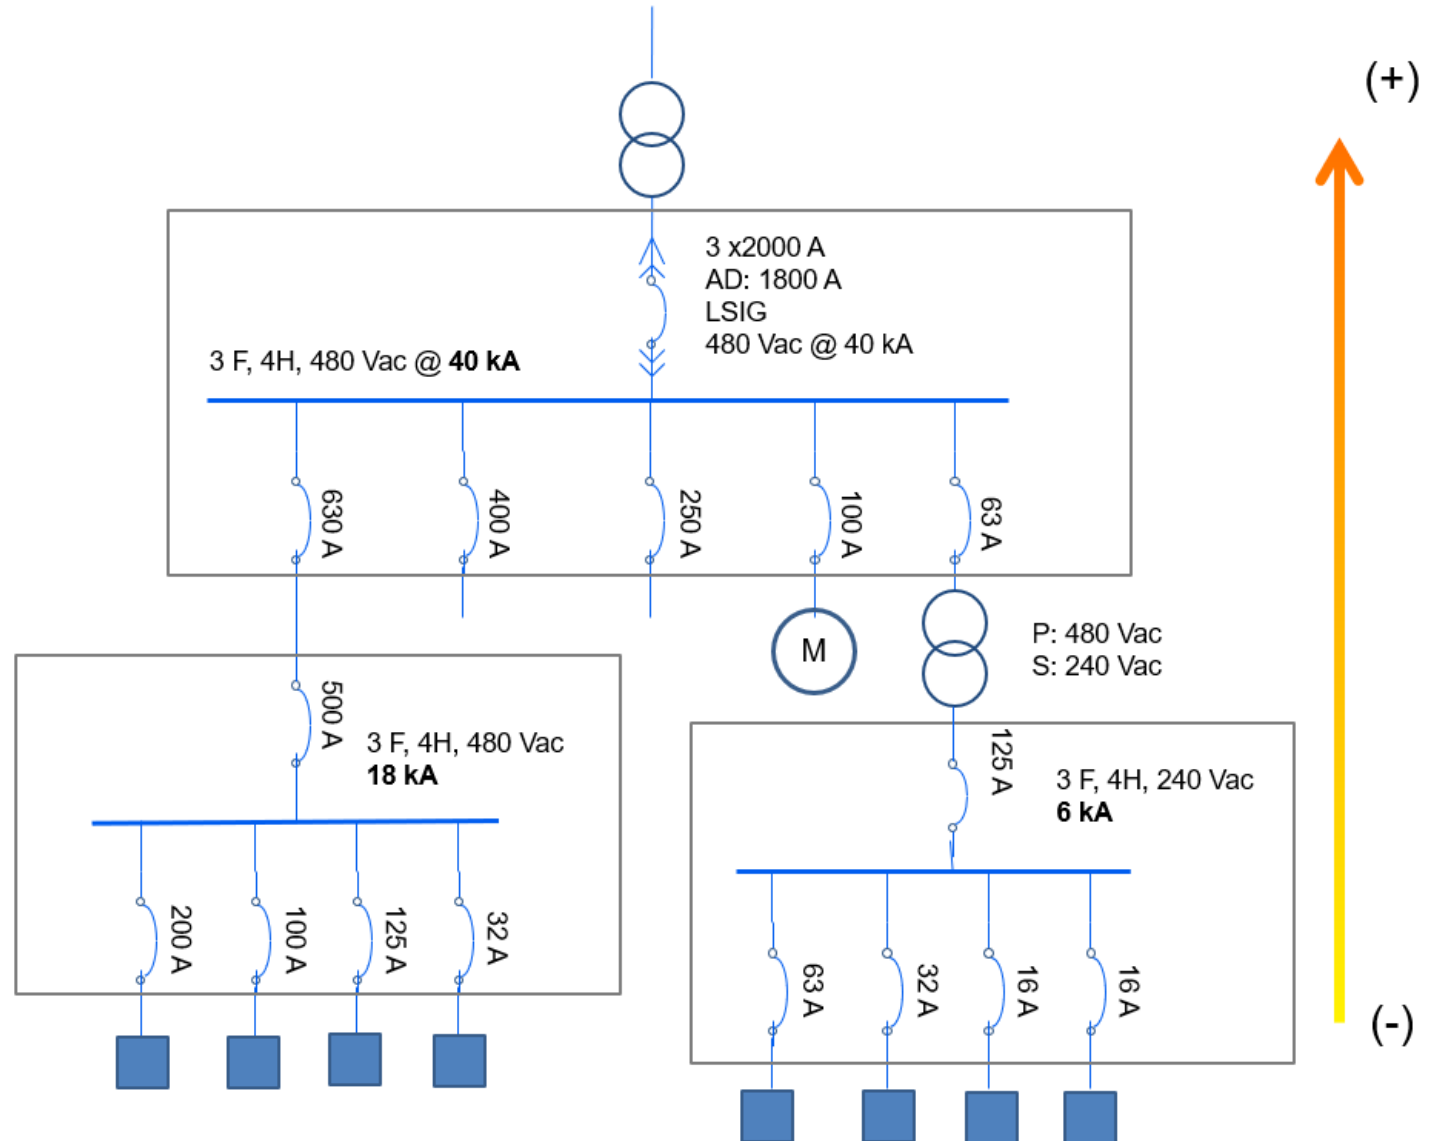 (+)
3 x2000 A
AD: 1800 A
LSIG
480 Vac @ 40 kA
3 F, 4H, 480 Vac @ 40 kA
630 A
400 A
250 A
100 A
63 A
M
P: 480 Vac
S: 240 Vac
500 A
3 F, 4H, 480 Vac
18 kA
125 A
3 F, 4H, 240 Vac
6 kA
200 A
100 A
125 A
32 A
63 A
32 A
16 A
16 A
(-)